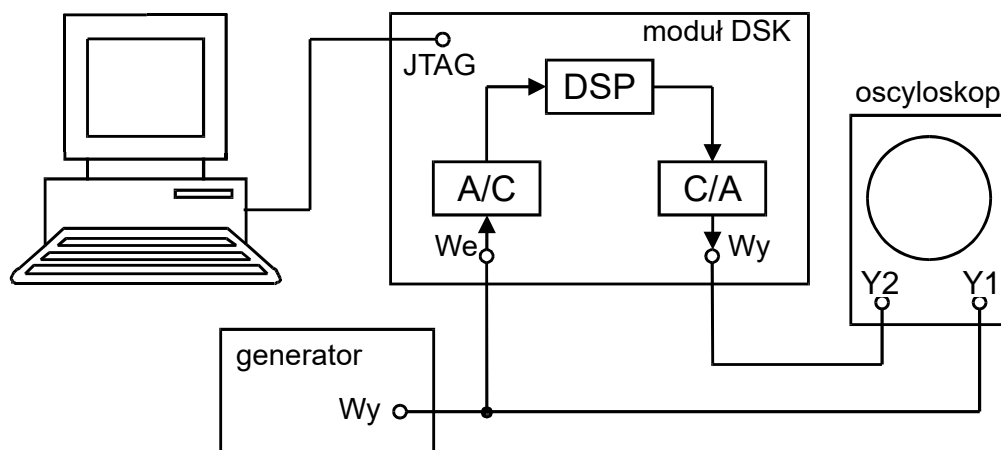 moduł DSK
JTAG
DSP
oscyloskop
A/C
C/A
We
Wy
Y2
Y1
generator
Wy